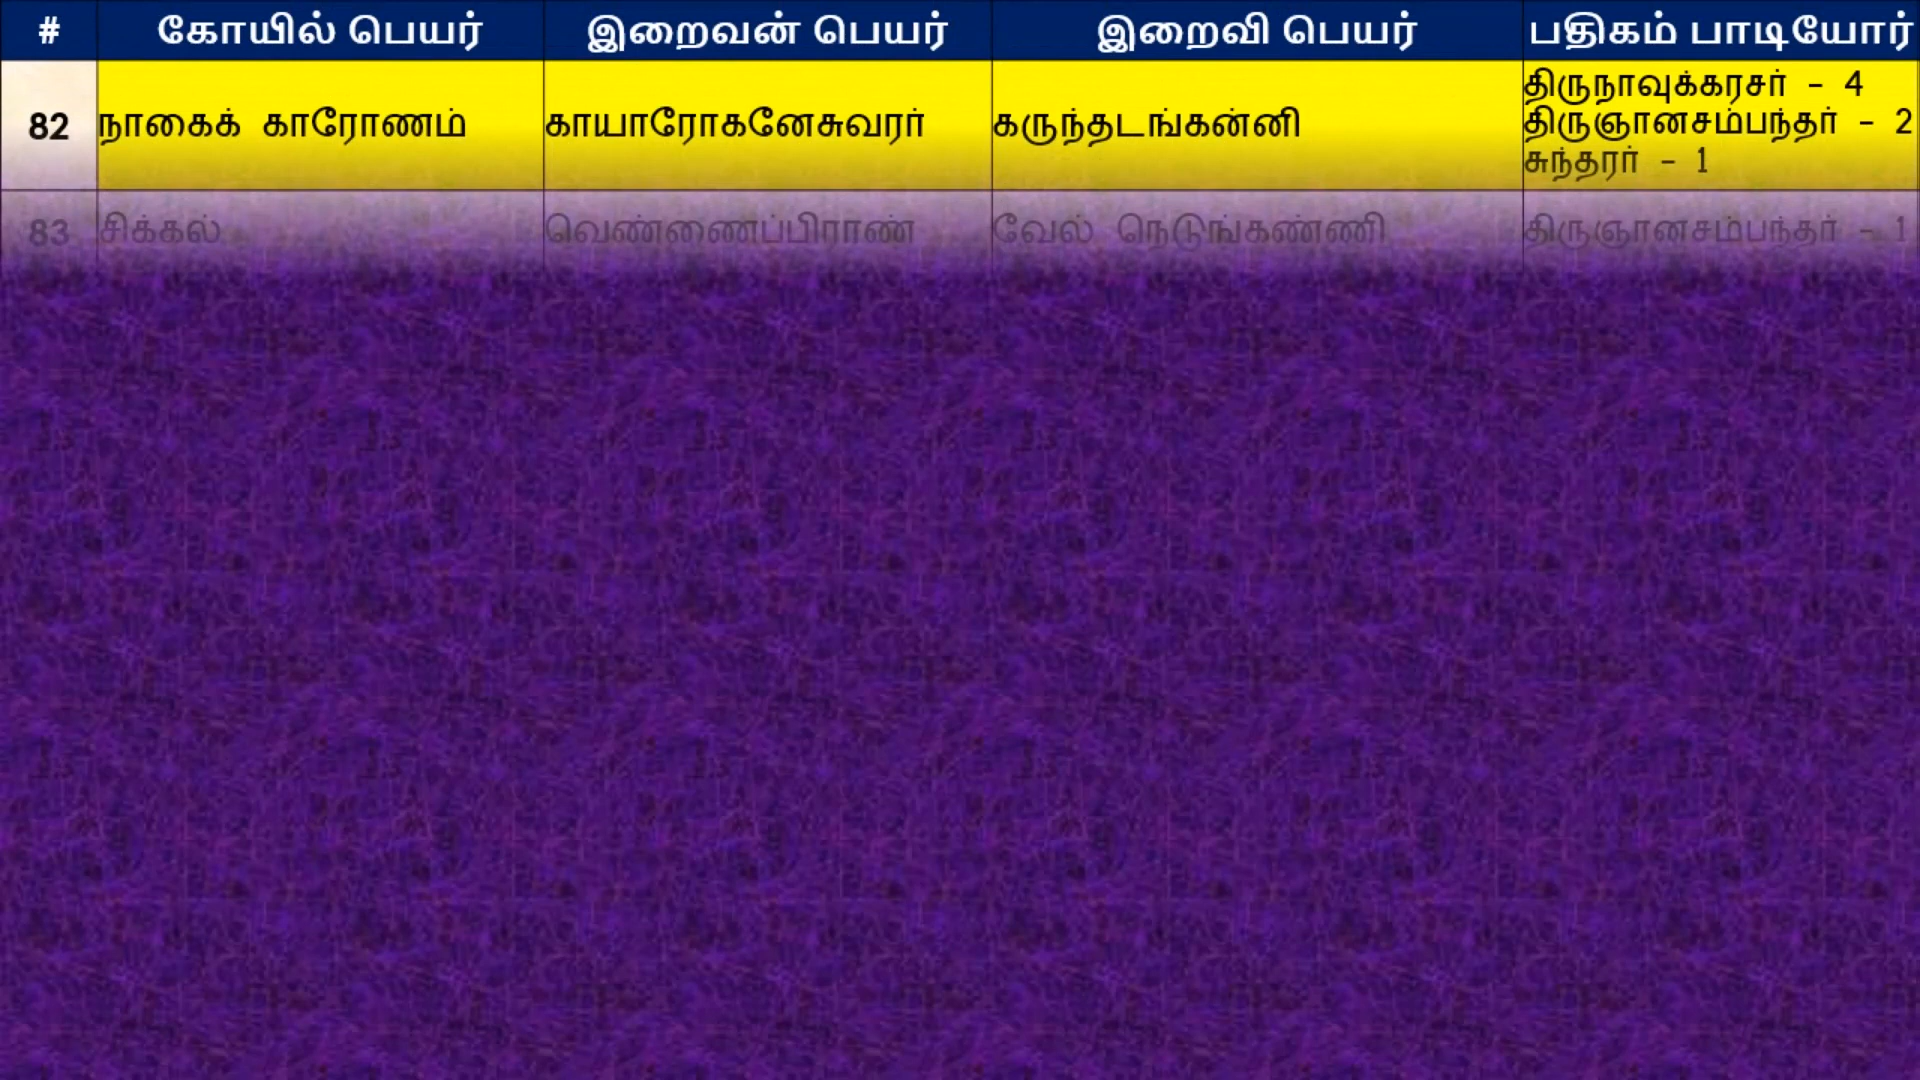 # கோயில் பெயர் இறைவன் பெயர் இறைவி பெயர் பதிகம் பாடியோர்
82 நாகைக் காரோணம் காயாரோகனேசுவரர் கருந்தடங்கன்னி திருநாவுக்கரசர் - 4
திருஞானசம்பந்தர் - 2
சுந்தரர் - 1
83 சிக்கல் வெண்ணைப்பிராண் வேல் நெடுங்கண்ணி திருஞானசம்பந்தர் - 1